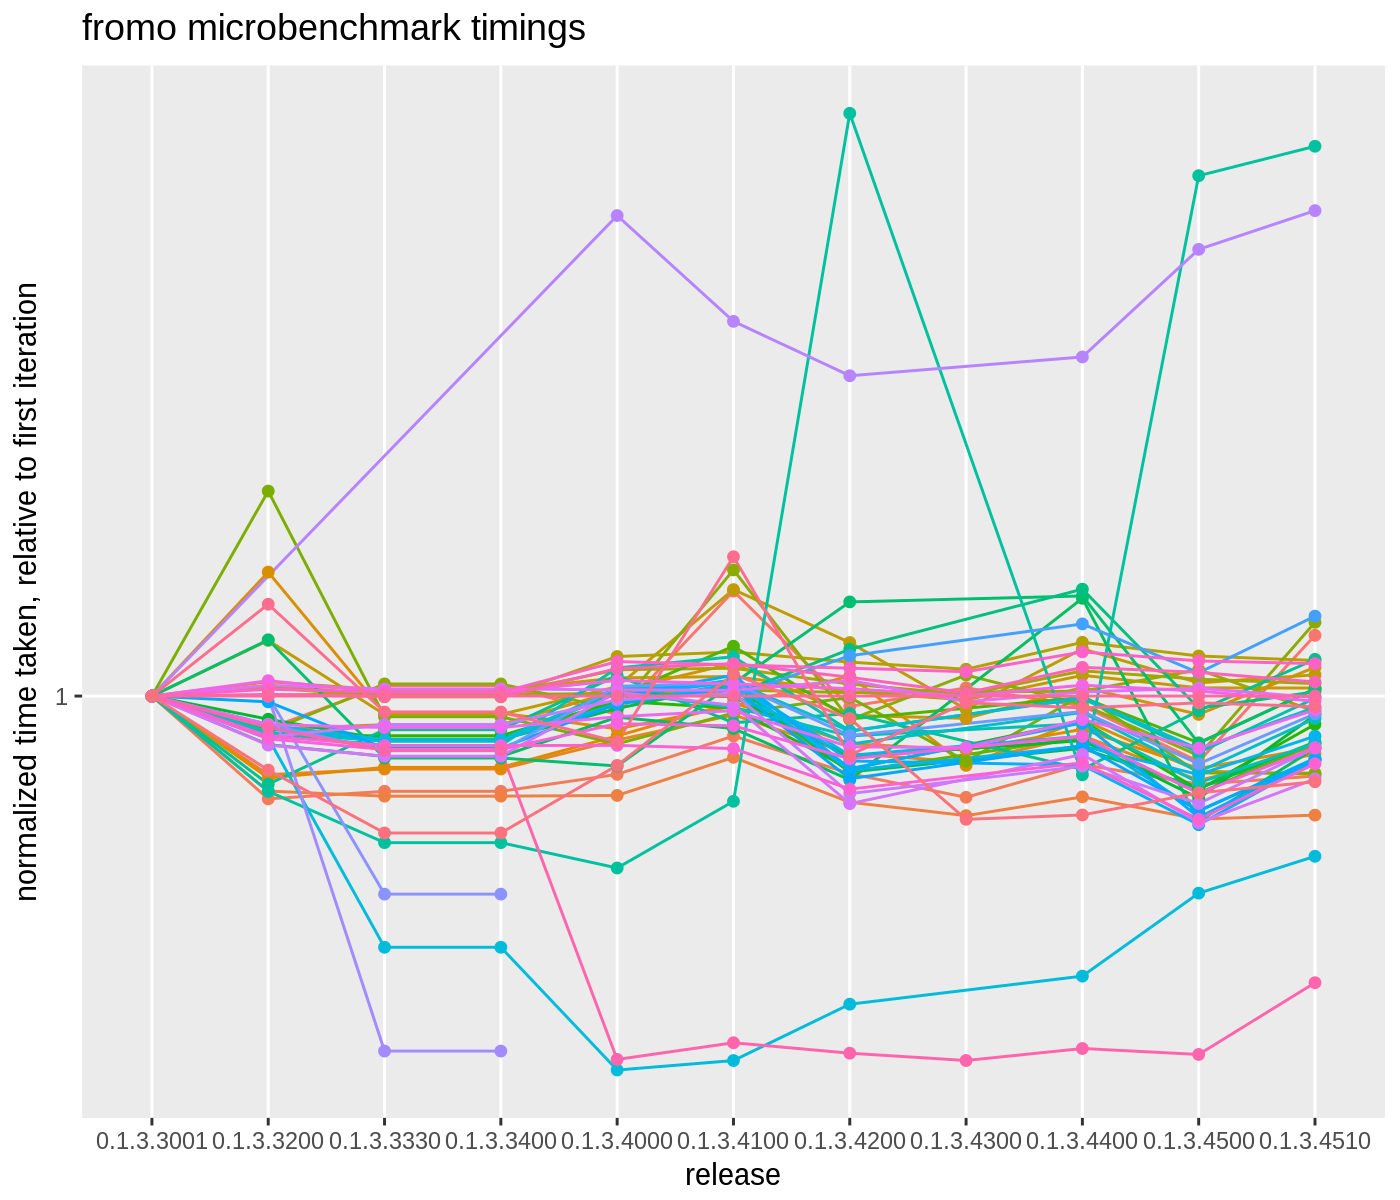 fromo microbenchmark timings
normalized time taken, relative to first iteration
1
0.1.3.3001 0.1.3.3200 0.1.3.3330 0.1.3.3400 0.1.3.4000 0.1.3.4100 0.1.3.4200 0.1.3.4300 0.1.3.4400 0.1.3.4500 0.1.3.4510
release